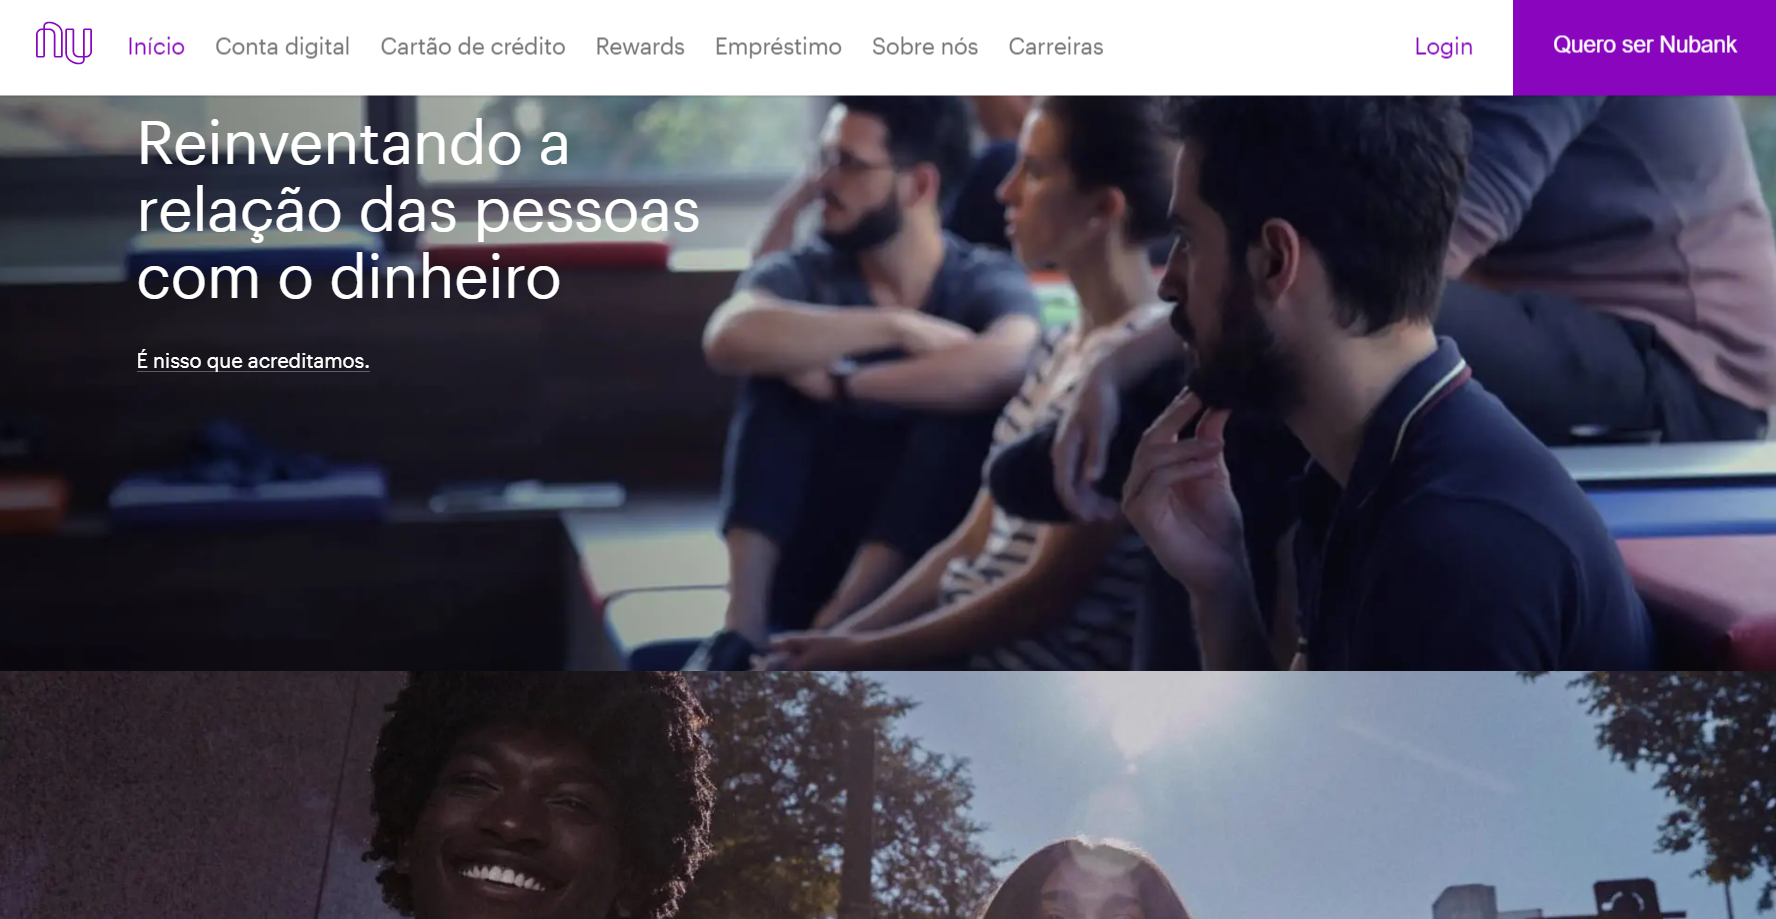 nu
Início Conta digital Cartão de crédito Rewards Empréstimo Sobre nós Carreiras Login Quero ser Nubank
Reinventando a
relação das pessoas
com o dinheiro
É nisso que acreditamos.